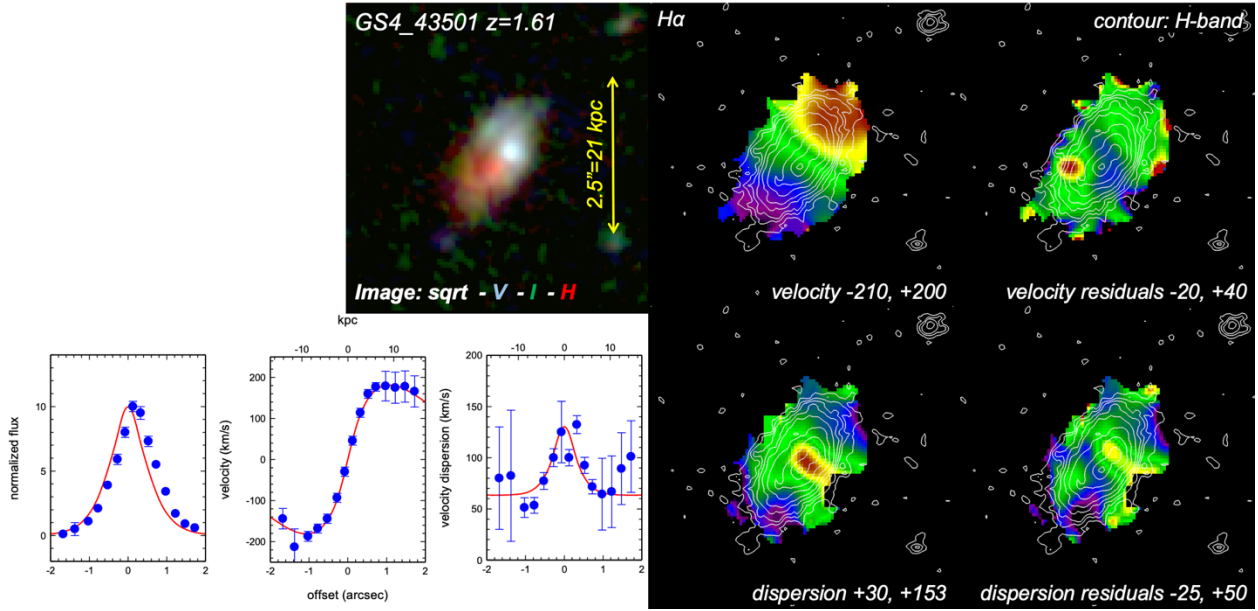 GS4_43501 z=1.61
2.5”=21 kpc
Image: sqrt - V - I - H
Hα
contour: H-band
velocity -210, +200
velocity residuals -20, +40
dispersion +30, +153
dispersion residuals -25, +50
normalized flux
10
5
0
-2 -1 0 1 2
kpc
-10 0 10
velocity (km/s)
200
100
0
-100
-200
-2 -1 0 1 2
offset (arcsec)
-10 0 10
velocity dispersion (km/s)
200
150
100
50
0
-2 -1 0 1 2